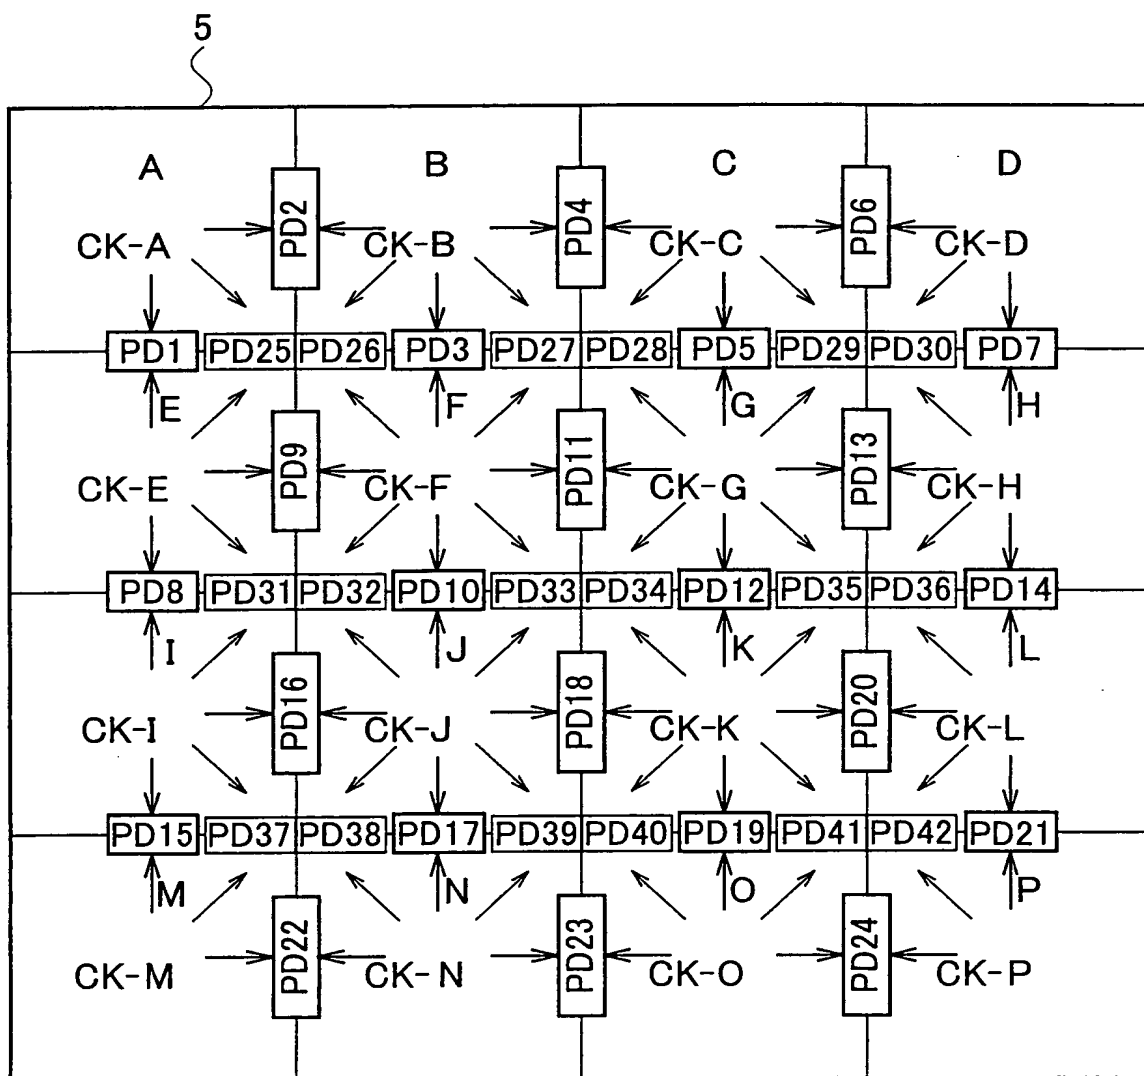 5
A B C D
PD2 PD4 PD6
CK-A CK-B CK-C CK-D
PD1 PD25 PD26 PD3 PD27 PD28 PD5 PD29 PD30 PD7
E F G H
PD9 PD11 PD13
CK-E CK-F CK-G CK-H
PD8 PD31 PD32 PD10 PD33 PD34 PD12 PD35 PD36 PD14
I J K L
PD16 PD18 PD20
CK-I CK-J CK-K CK-L
PD15 PD37 PD38 PD17 PD39 PD40 PD19 PD41 PD42 PD21
M N O P
PD22 PD23 PD24
CK-M CK-N CK-O CK-P